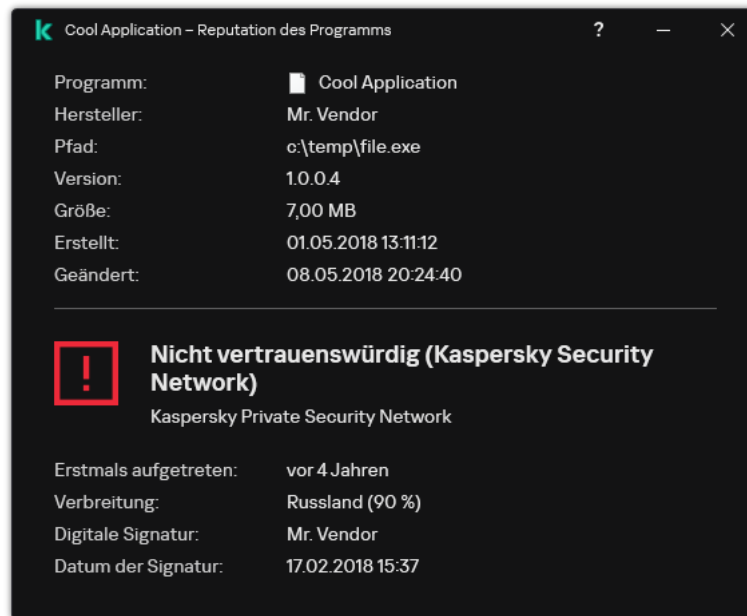 Cool Application – Reputation des Programms ?
Programm: Cool Application
Hersteller: Mr. Vendor
Pfad: c:\temp\file.exe
Version: 1.0.0.4
Größe: 7,00 MB
Erstellt: 01.05.2018 13:11:12
Geändert: 08.05.2018 20:24:40
Nicht vertrauenswürdig (Kaspersky Security
Network)
Kaspersky Private Security Network
Erstmals aufgetreten: vor 4 Jahren
Verbreitung: Russland (90 %)
Digitale Signatur: Mr. Vendor
Datum der Signatur: 17.02.2018 15:37